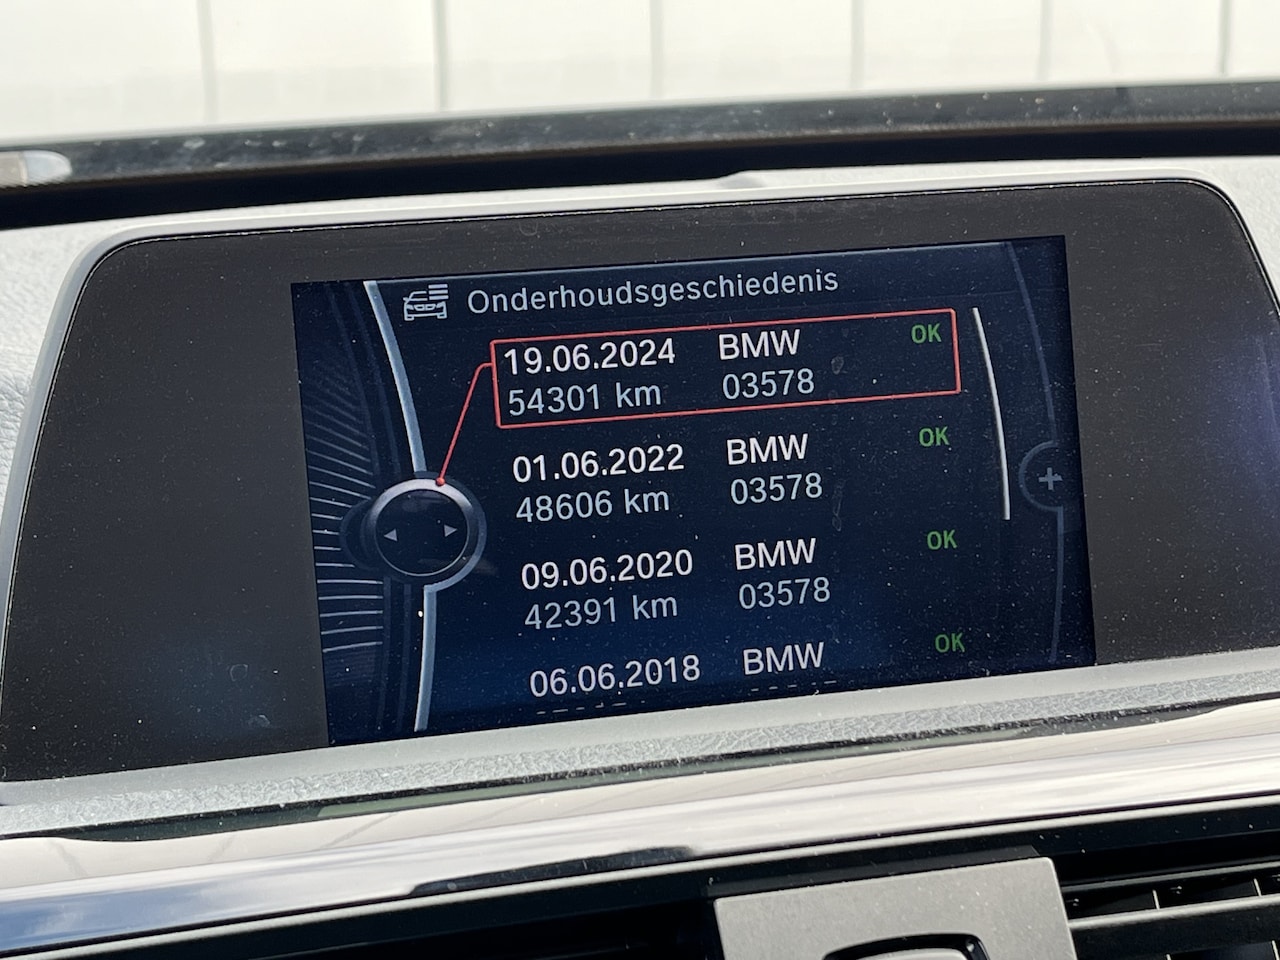 Onderhoudsgeschiedenis
19.06.2024 BMW OK
54301 km 03578
01.06.2022 BMW OK
48606 km 03578
09.06.2020 BMW OK
42391 km 03578
06.06.2018 BMW OK